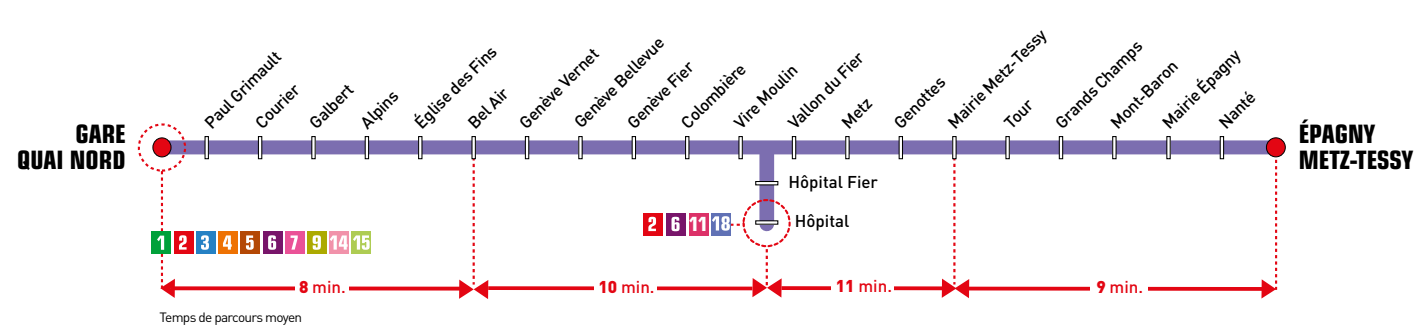 GARE
QUAI NORD
Paul Grimault
Courier
Galbert
Alpins
Église des Fins
Bel Air
Genève Vernet
Genève Bellevue
Genève Fier
Colombière
Vire Moulin
Vallon du Fier
Metz
Genottes
Mairie Metz-Tessy
Tour
Grands Champs
Mont-Baron
Mairie Épagny
Nanté
ÉPAGNY
METZ-TESSY
Hôpital Fier
2 6 11 18 Hôpital
1 2 3 4 5 6 7 9 14 15
8 min. 10 min. 11 min. 9 min.
Temps de parcours moyen